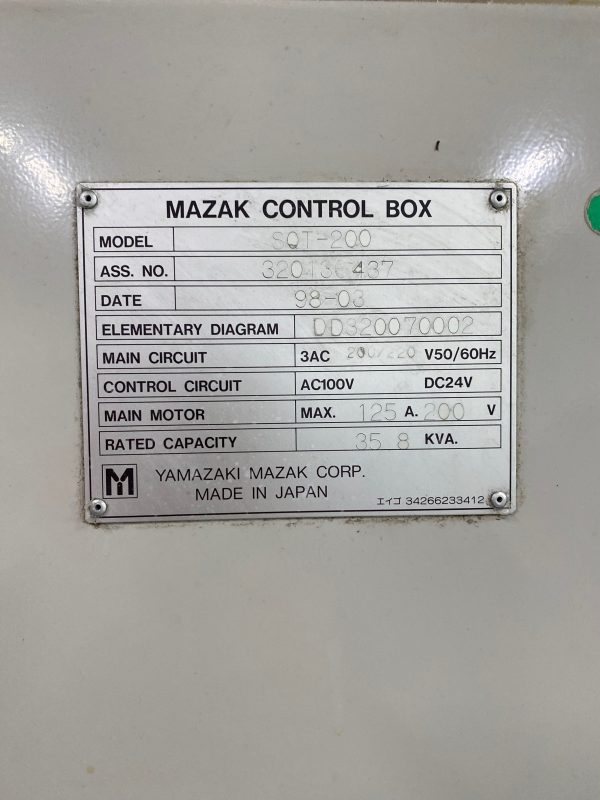 MAZAK CONTROL BOX
MODEL SQT-200
ASS. NO.
DATE 98-03
ELEMENTARY DIAGRAM DD320070002
MAIN CIRCUIT 3AC 200/220 V50/60Hz
CONTROL CIRCUIT AC100V DC24V
MAIN MOTOR MAX. 125 A. 200 V
RATED CAPACITY 35.8 KVA.
M YAMAZAKI MAZAK CORP.
MADE IN JAPAN
エイコ 34266233412